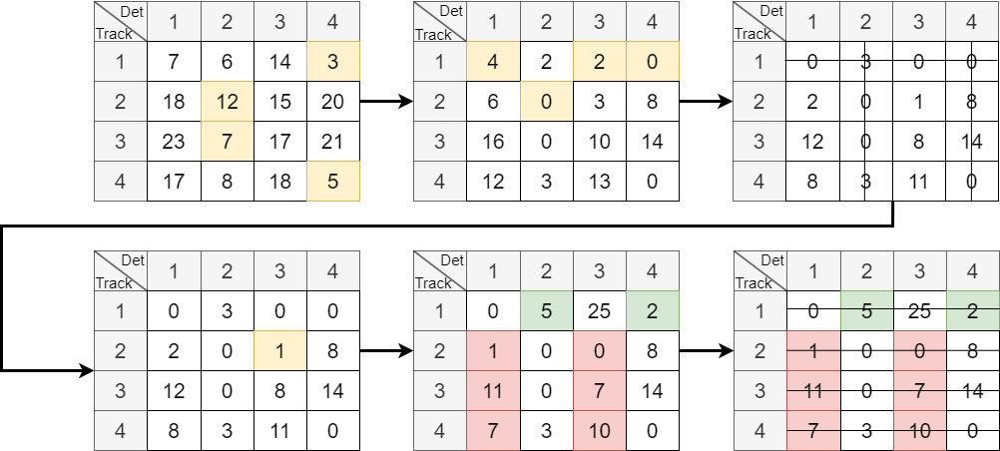 Det 1 2 3 4
Track
1 7 6 14 3
2 18 12 15 20
3 23 7 17 21
4 17 8 18 5
Det 1 2 3 4
Track
1 4 2 2 0
2 6 0 3 8
3 16 0 10 14
4 12 3 13 0
Det 1 2 3 4
Track
1 0 3 0 0
2 2 0 1 8
3 12 0 8 14
4 8 3 11 0
Det 1 2 3 4
Track
1 0 3 0 0
2 2 0 1 8
3 12 0 8 14
4 8 3 11 0
Det 1 2 3 4
Track
1 0 5 25 2
2 1 0 0 8
3 11 0 7 14
4 7 3 10 0
Det 1 2 3 4
Track
1 0 5 25 2
2 1 0 0 8
3 11 0 7 14
4 7 3 10 0